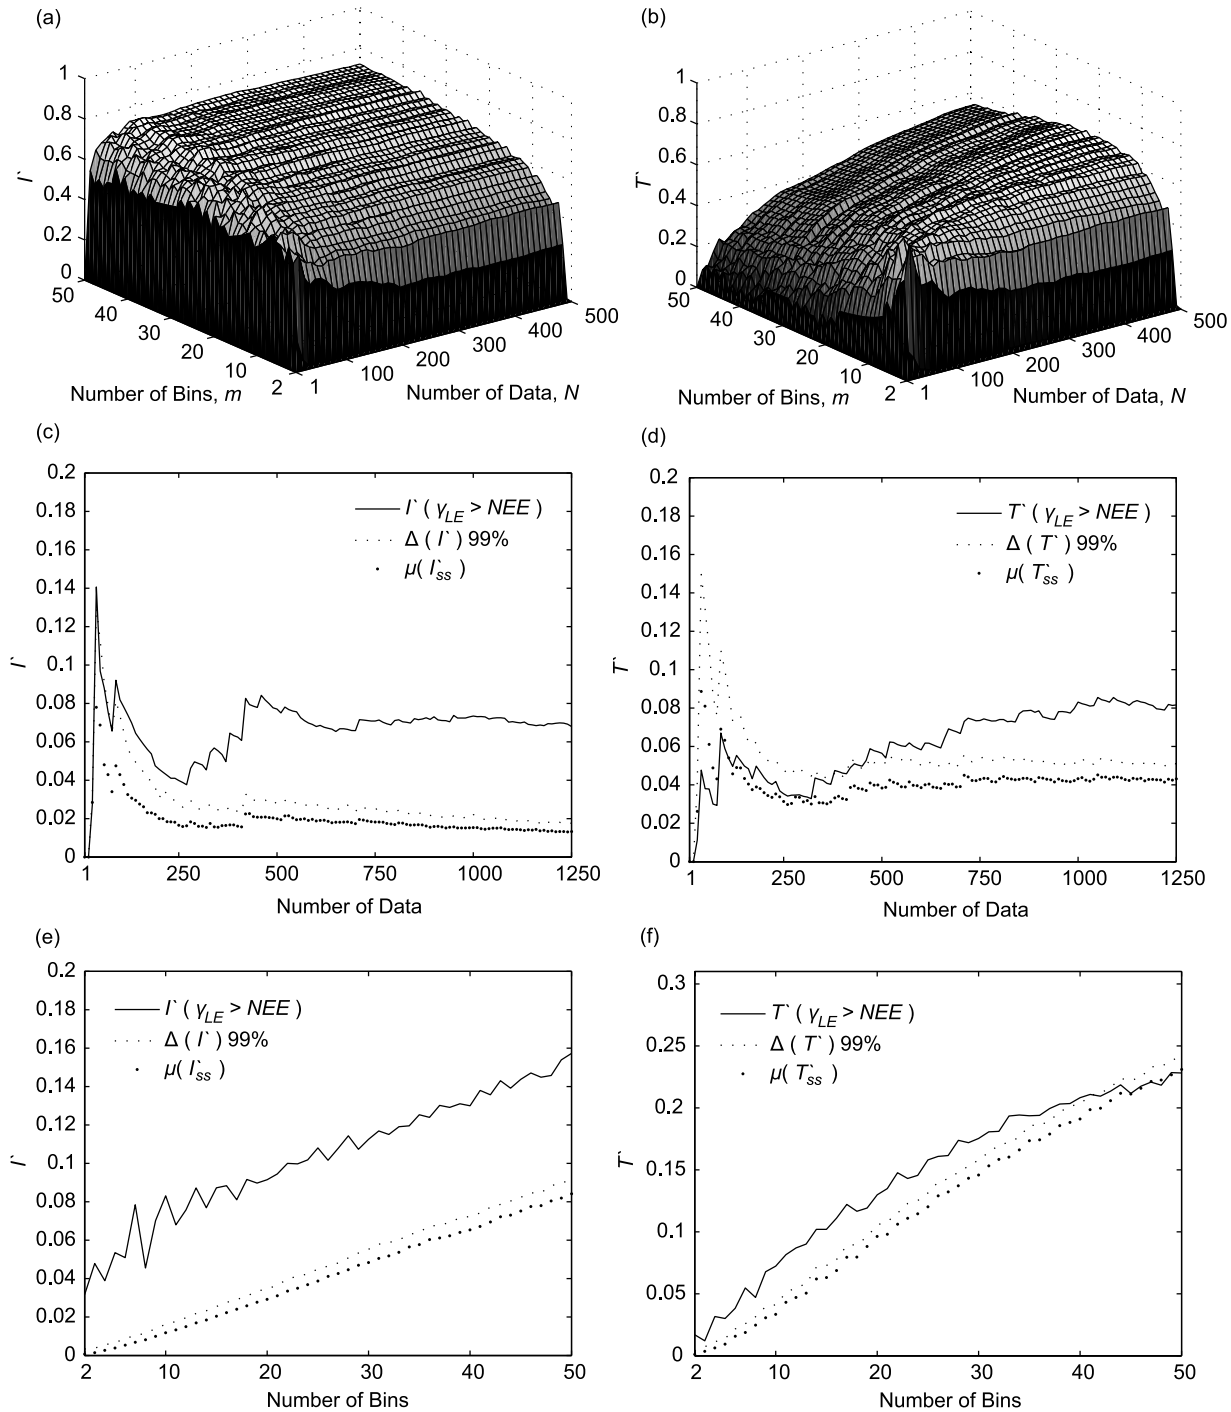 (a)
I`
1
0.8
0.6
0.4
0.2
0
50
40
30
20
10
2
1
100
200
300
400
500
Number of Bins, m
Number of Data, N
(b)
T`
1
0.8
0.6
0.4
0.2
0
50
40
30
20
10
2
1
100
200
300
400
500
Number of Bins, m
Number of Data, N
(c)
I`
0.2
0.18
0.16
0.14
0.12
0.1
0.08
0.06
0.04
0.02
0
1 250 500 750 1000 1250
Number of Data
I` ( γLE > NEE )
Δ ( I` ) 99%
μ( I`ss )
(d)
T`
0.2
0.18
0.16
0.14
0.12
0.1
0.08
0.06
0.04
0.02
0
1 250 500 750 1000 1250
Number of Data
T` ( γLE > NEE )
Δ ( T` ) 99%
μ( T`ss )
(e)
I`
0.2
0.18
0.16
0.14
0.12
0.1
0.08
0.06
0.04
0.02
0
2 10 20 30 40 50
Number of Bins
I` ( γLE > NEE )
Δ ( I` ) 99%
μ( I`ss )
(f)
T`
0.3
0.25
0.2
0.15
0.1
0.05
0
2 10 20 30 40 50
Number of Bins
T` ( γLE > NEE )
Δ ( T` ) 99%
μ( T`ss )